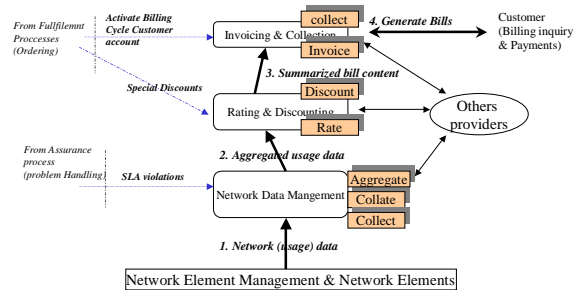 From Fullfilemnt
Proccesses
(Ordering)
Activate Billing
Cycle Customer
account
collect
Invoicing & Collection
Invoice
4. Generate Bills
Customer
(Billing inquiry
& Payments)
3. Summarized bill content
Special Discounts
Discount
Rating & Discounting
Rate
Others
providers
2. Aggregated usage data
From Assurance
process
(problem Handling)
SLA violations
Aggregate
Network Data Mangement
Collate
Collect
1. Network (usage) data
Network Element Management & Network Elements